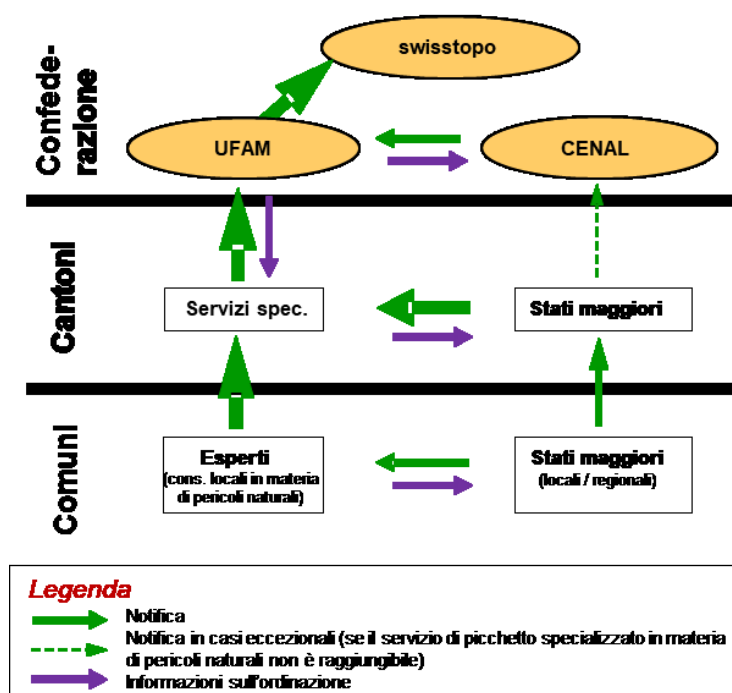 Confede-
razione
swisstopo
UFAM
CENAL
Cantoni
Servizi spec.
Stati maggiori
Comuni
Esperti
(cons. locali in materia
di pericoli naturali)
Stati maggiori
(locali / regionali)
Legenda
Notifica
Notifica in casi eccezionali (se il servizio di picchetto specializzato in materia
di pericoli naturali non è raggiungibile)
Informazioni sull'ordinazione